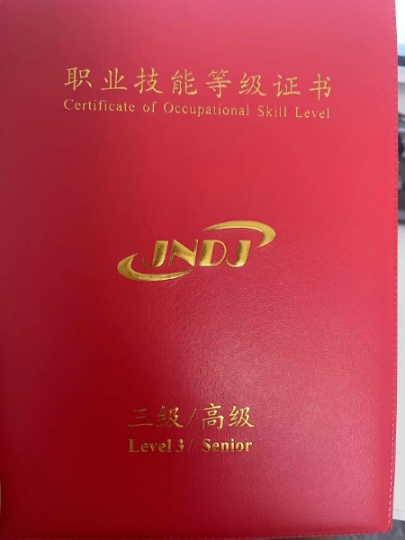 职业技能等级证书
Certificate of Occupational Skill Level
JNDJ
三级/高级
Level 3 / Senior